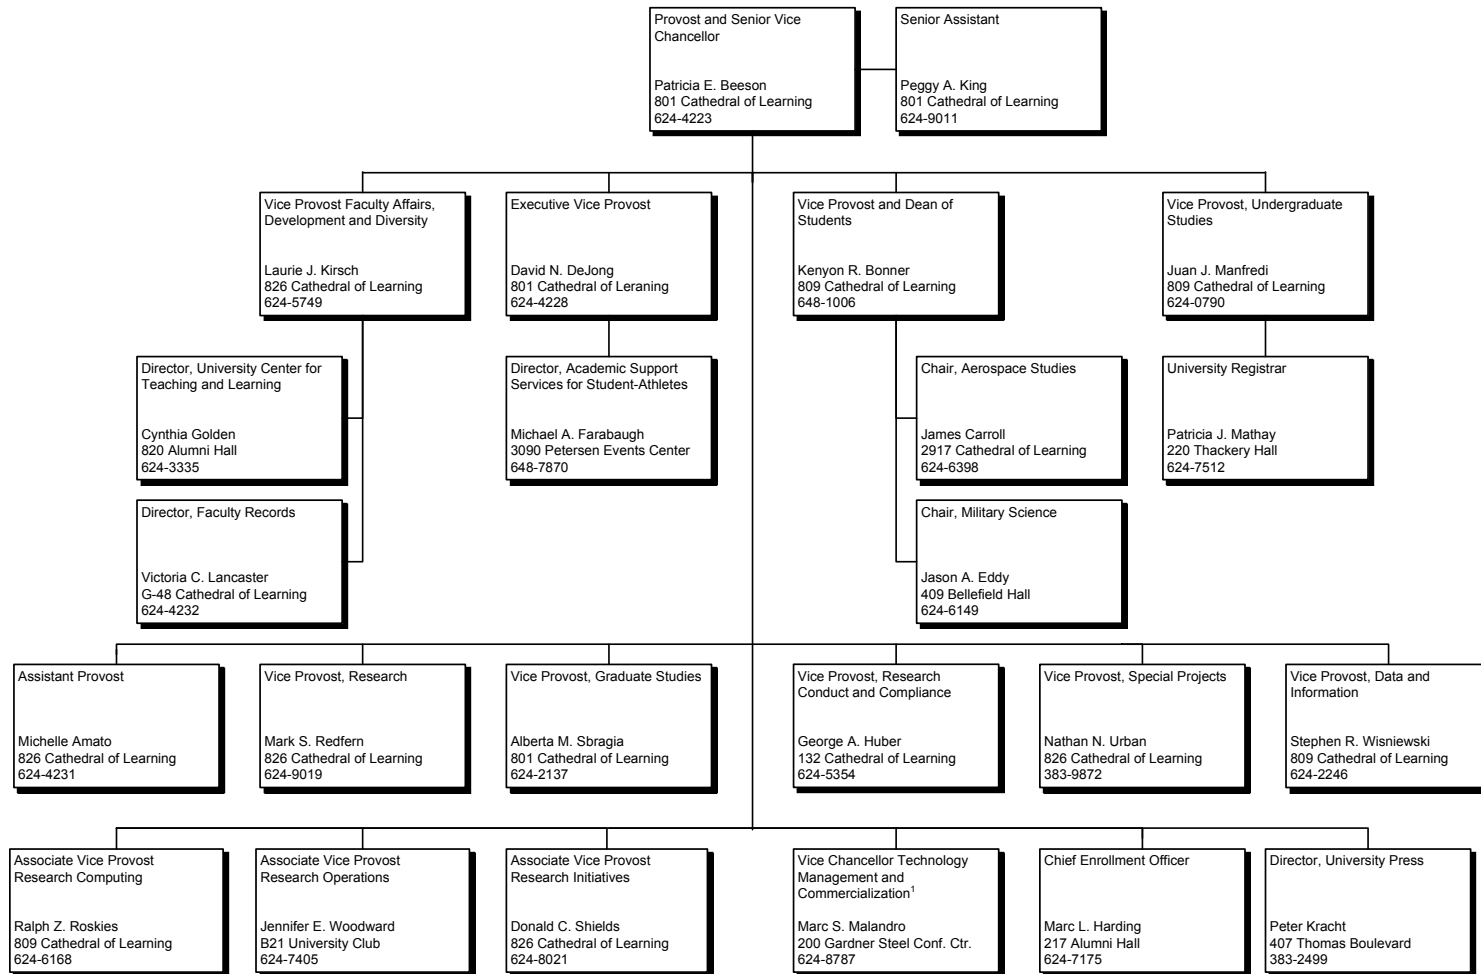 Provost and Senior Vice
Chancellor
Patricia E. Beeson
801 Cathedral of Learning
624-4223
Senior Assistant
Peggy A. King
801 Cathedral of Learning
624-9011
Vice Provost Faculty Affairs,
Development and Diversity
Laurie J. Kirsch
826 Cathedral of Learning
624-5749
Executive Vice Provost
David N. DeJong
801 Cathedral of Leraning
624-4228
Vice Provost and Dean of
Students
Kenyon R. Bonner
809 Cathedral of Learning
648-1006
Vice Provost, Undergraduate
Studies
Juan J. Manfredi
809 Cathedral of Learning
624-0790
Director, University Center for
Teaching and Learning
Cynthia Golden
820 Alumni Hall
624-3335
Director, Academic Support
Services for Student-Athletes
Michael A. Farabaugh
3090 Petersen Events Center
648-7870
Chair, Aerospace Studies
James Carroll
2917 Cathedral of Learning
624-6398
University Registrar
Patricia J. Mathay
220 Thackery Hall
624-7512
Director, Faculty Records
Victoria C. Lancaster
G-48 Cathedral of Learning
624-4232
Chair, Military Science
Jason A. Eddy
409 Bellefield Hall
624-6149
Assistant Provost
Michelle Amato
826 Cathedral of Learning
624-4231
Vice Provost, Research
Mark S. Redfern
826 Cathedral of Learning
624-9019
Vice Provost, Graduate Studies
Alberta M. Sbragia
801 Cathedral of Learning
624-2137
Vice Provost, Research
Conduct and Compliance
George A. Huber
132 Cathedral of Learning
624-5354
Vice Provost, Special Projects
Nathan N. Urban
826 Cathedral of Learning
383-9872
Vice Provost, Data and
Information
Stephen R. Wisniewski
809 Cathedral of Learning
624-2246
Associate Vice Provost
Research Computing
Ralph Z. Roskies
809 Cathedral of Learning
624-6168
Associate Vice Provost
Research Operations
Jennifer E. Woodward
B21 University Club
624-7405
Associate Vice Provost
Research Initiatives
Donald C. Shields
826 Cathedral of Learning
624-8021
Vice Chancellor Technology
Management and
Commercialization¹
Marc S. Malandro
200 Gardner Steel Conf. Ctr.
624-8787
Chief Enrollment Officer
Marc L. Harding
217 Alumni Hall
624-7175
Director, University Press
Peter Kracht
407 Thomas Boulevard
383-2499